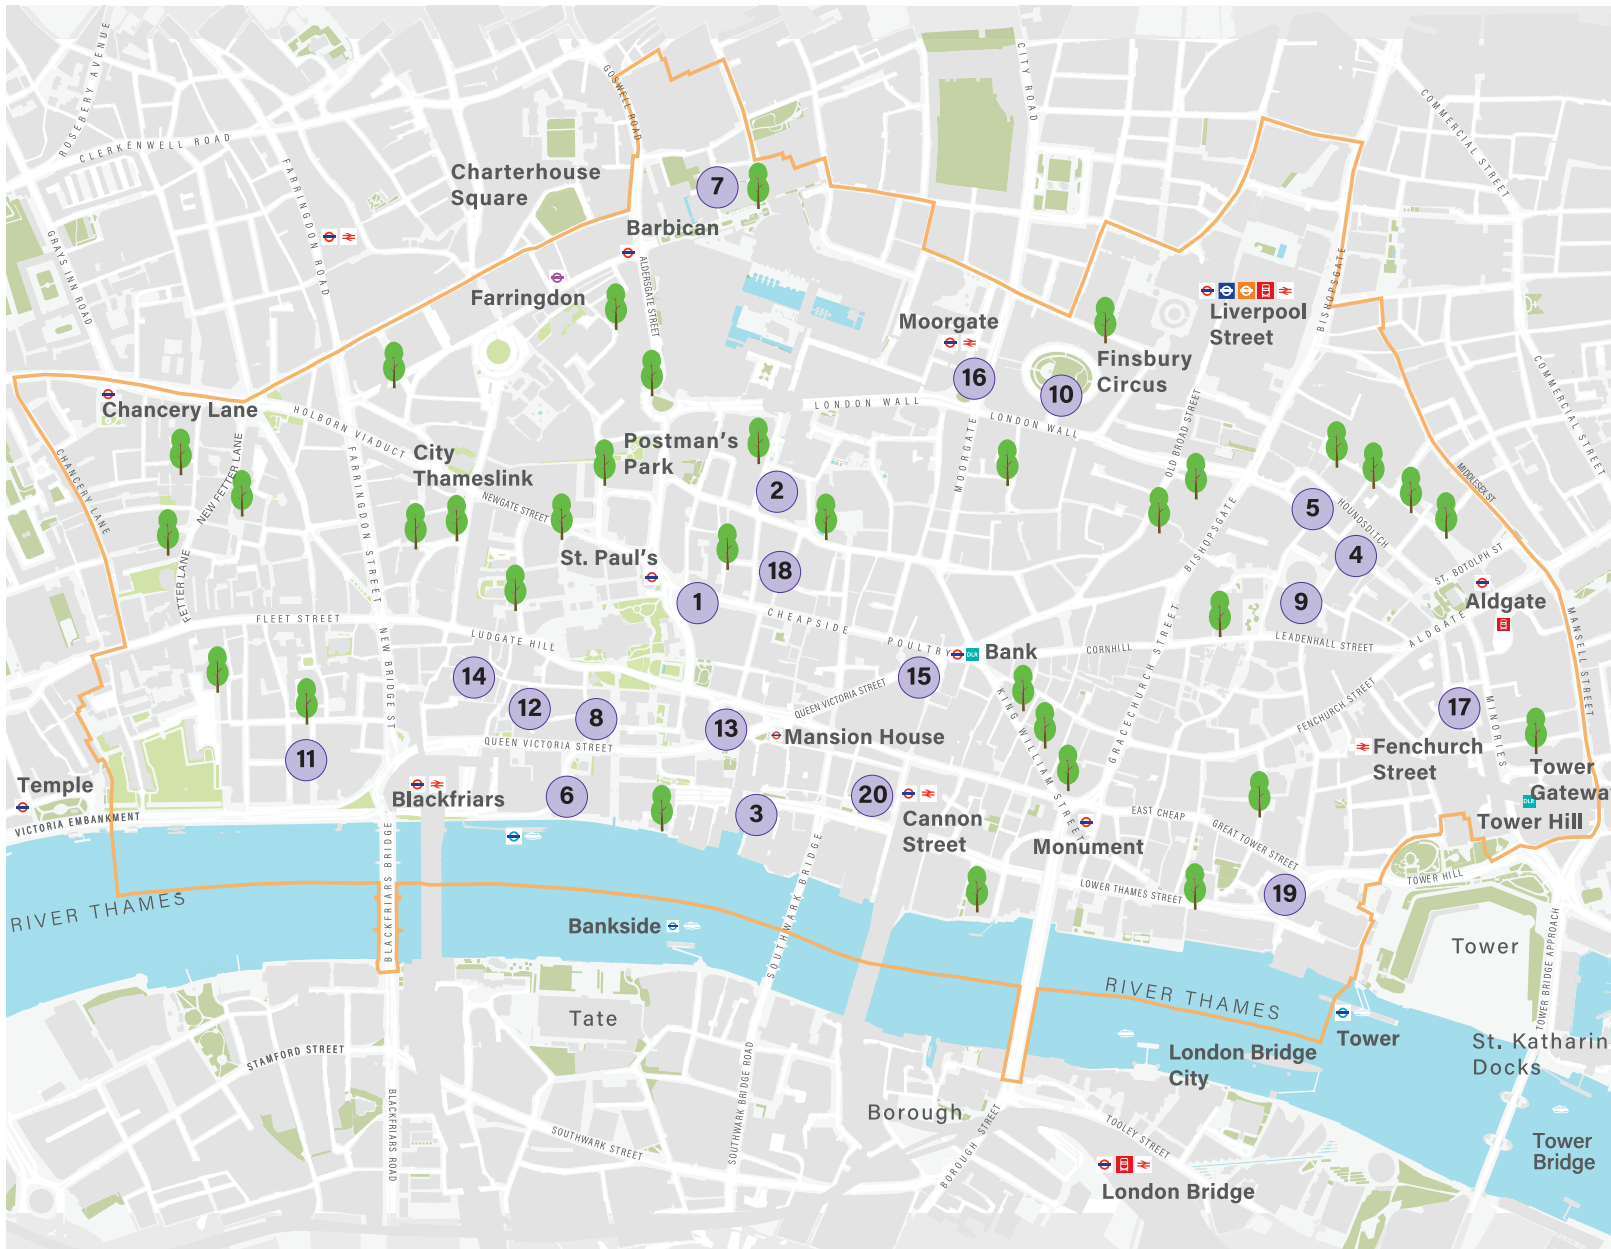 ROSEBERY AVENUE
CLERKENWELL ROAD
FARRINGDON ROAD
GRAYS INN ROAD
GOSWELL ROAD
CITY ROAD
COMMERCIAL STREET
Charterhouse
Square
7
Barbican
ALDERSGATE STREET
Farringdon
BISHOPSGATE
Liverpool
Street
Moorgate
16
10
Finsbury
Circus
COMMERCIAL STREET
Chancery Lane
HOLBORN VIADUCT
LONDON WALL
LONDON WALL
MOORGATE
OLD BROAD STREET
City
Thameslink
Postman's
Park
CHANCERY LANE
NEW FETTER LANE
FARRINGDON STREET
NEWGATE STREET
2
5
HOUNSDITCH
MIDDLESEX ST
BISHOPSGATE
4
ST. BOTOLPH ST
St. Paul's
18
1
9
Aldgate
ALDGATE
MANSELL STREET
FETTER LANE
FLEET STREET
LUDGATE HILL
CHEAPSIDE
POULTRY
DLR
Bank
CORNHILL
LEADENHALL STREET
GRACECHURCH STREET
NEW BRIDGE ST
14
12
8
13
15
QUEEN VICTORIA STREET
Mansion House
KING WILLIAM STREET
FENCHURCH STREET
17
MINORIES
Fenchurch
Street
Tower
Gateway
DLR
Tower Hill
11
QUEEN VICTORIA STREET
Temple
VICTORIA EMBANKMENT
Blackfriars
6
3
20
Cannon
Street
Monument
EAST CHEAP
GREAT TOWER STREET
LOWER THAMES STREET
19
TOWER HILL
RIVER THAMES
BLACKFRIARS BRIDGE
Bankside
SOUTHWARK BRIDGE
RIVER THAMES
Tower
TOWER BRIDGE APPROACH
Tower
Tate
London Bridge
City
St. Katharin
Docks
STAMFORD STREET
BLACKFRIARS ROAD
SOUTHWARK STREET
SOUTHWARK BRIDGE ROAD
Borough
BOROUGH STREET
TOOLEY STREET
London Bridge
Tower
Bridge